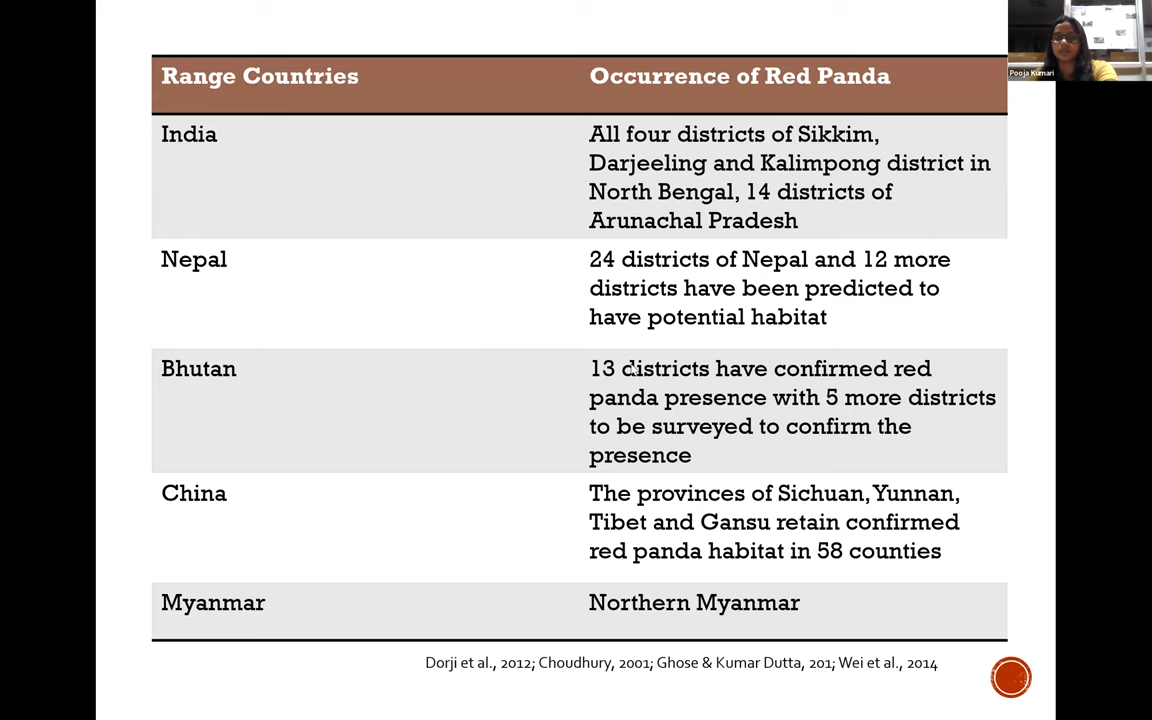 Range Countries
Occurrence of Red Panda
India
All four districts of Sikkim,
Darjeeling and Kalimpong district in
North Bengal, 14 districts of
Arunachal Pradesh
Nepal
24 districts of Nepal and 12 more
districts have been predicted to
have potential habitat
Bhutan
13 districts have confirmed red
panda presence with 5 more districts
to be surveyed to confirm the
presence
China
The provinces of Sichuan, Yunnan,
Tibet and Gansu retain confirmed
red panda habitat in 58 counties
Myanmar
Northern Myanmar
Dorji et al., 2012; Choudhury, 2001; Ghose & Kumar Dutta, 201; Wei et al., 2014
Pooja Kumari